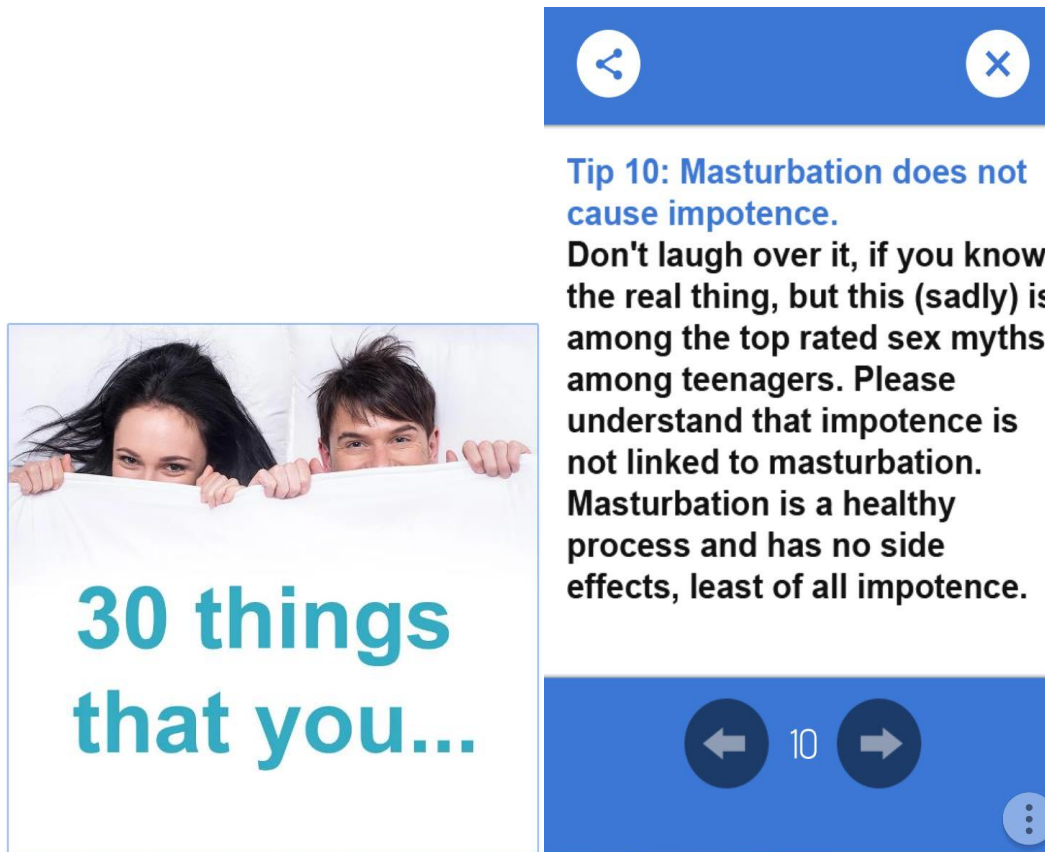 30 things
that you...
Tip 10: Masturbation does not
cause impotence.
Don't laugh over it, if you know
the real thing, but this (sadly) is
among the top rated sex myths
among teenagers. Please
understand that impotence is
not linked to masturbation.
Masturbation is a healthy
process and has no side
effects, least of all impotence.
10